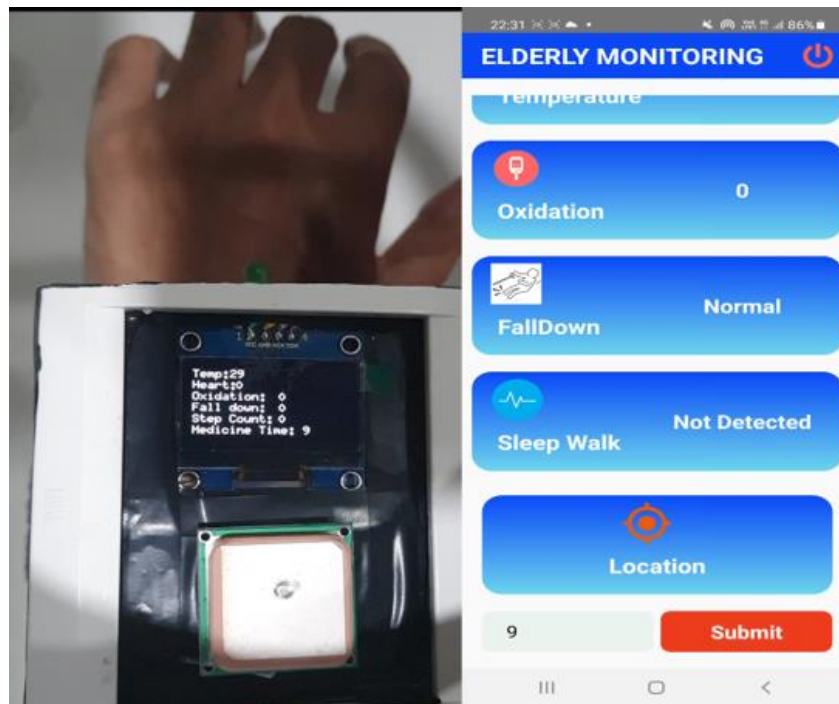 Temp:29
Heart:0
Oxidation: 0
Fall down: 0
Step Count: 0
Medicine Time: 9
22:31
86%
ELDERLY MONITORING
Temperature
Oxidation
0
FallDown
Normal
Sleep Walk
Not Detected
Location
9
Submit